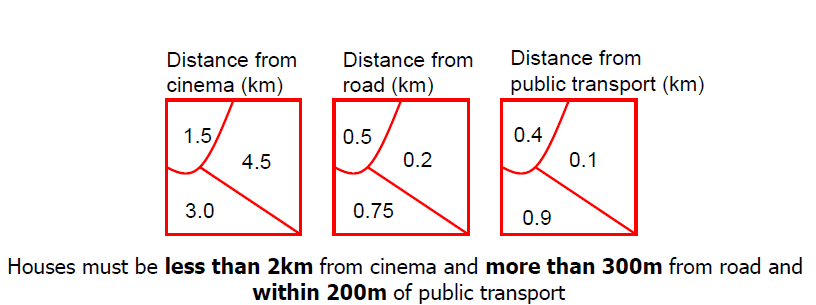 Distance from
cinema (km)
1.5
4.5
3.0
Distance from
road (km)
0.5
0.2
0.75
Distance from
public transport (km)
0.4
0.1
0.9
Houses must be less than 2km from cinema and more than 300m from road and
within 200m of public transport